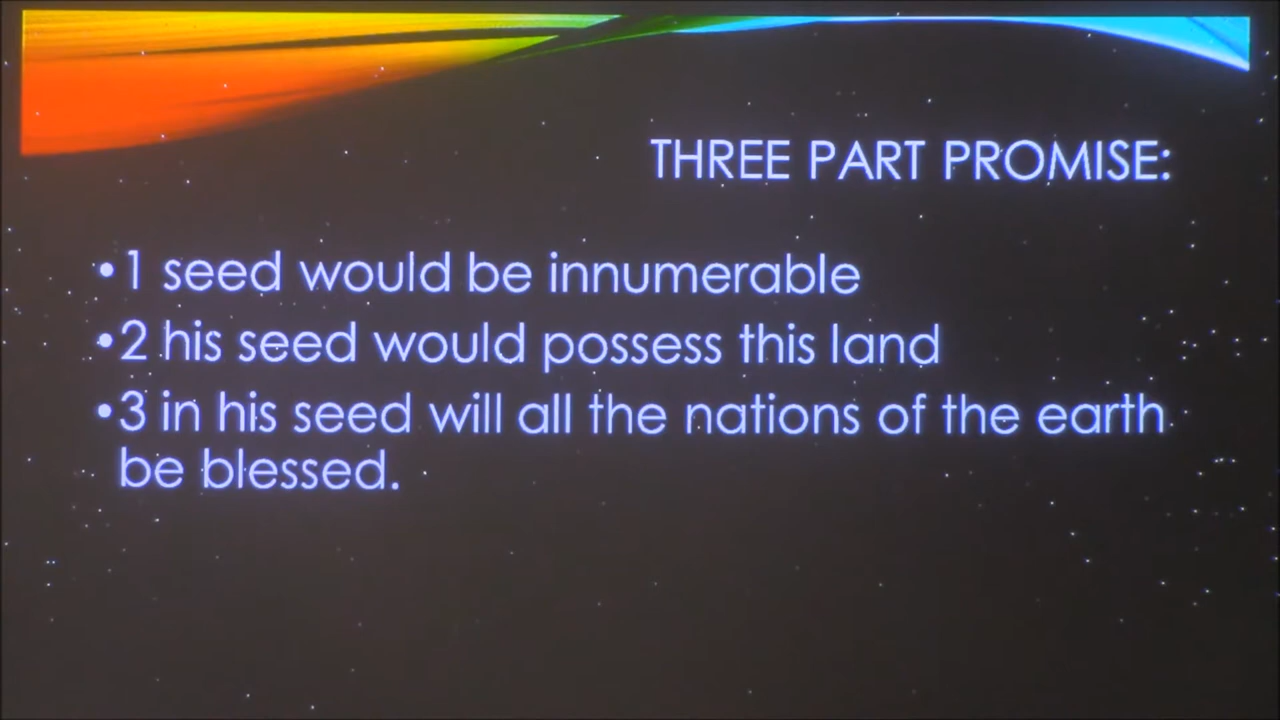 THREE PART PROMISE:
•1 seed would be innumerable
•2 his seed would possess this land
•3 in his seed will all the nations of the earth
be blessed.